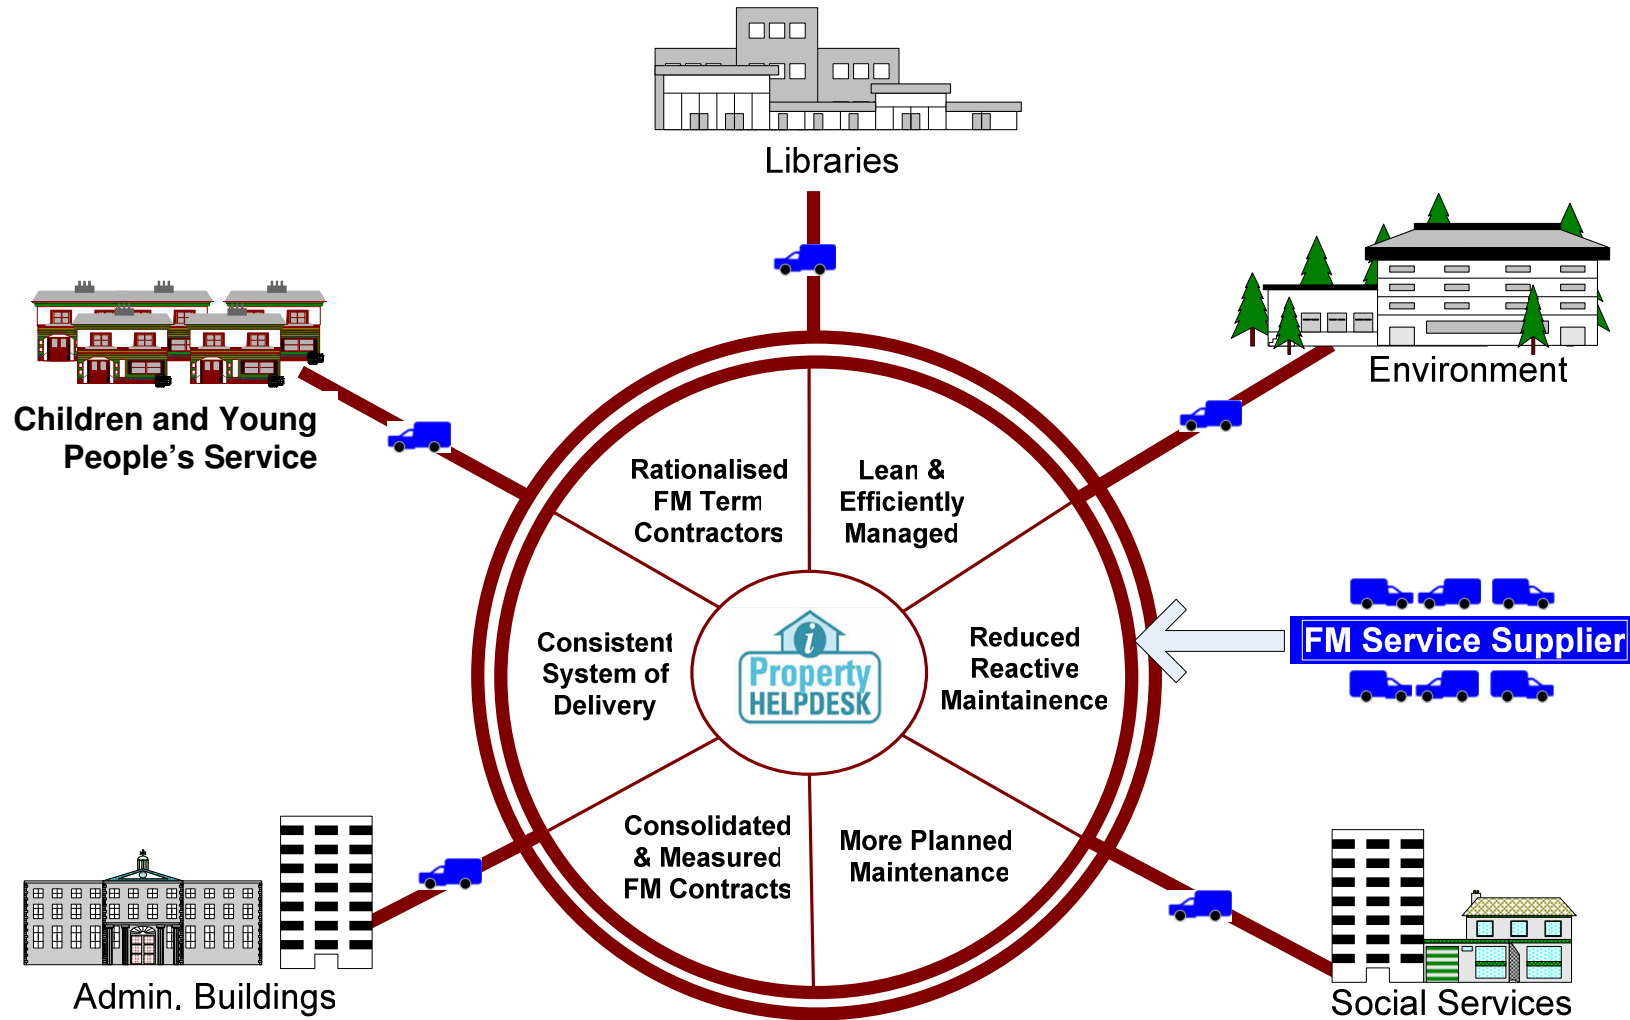 Libraries
Environment
Children and Young
People's Service
Rationalised
FM Term
Contractors
Lean &
Efficiently
Managed
Consistent
System of
Delivery
i
Property
HELPDESK
Reduced
Reactive
Maintainence
FM Service Supplier
Consolidated
& Measured
FM Contracts
More Planned
Maintenance
Admin. Buildings
Social Services